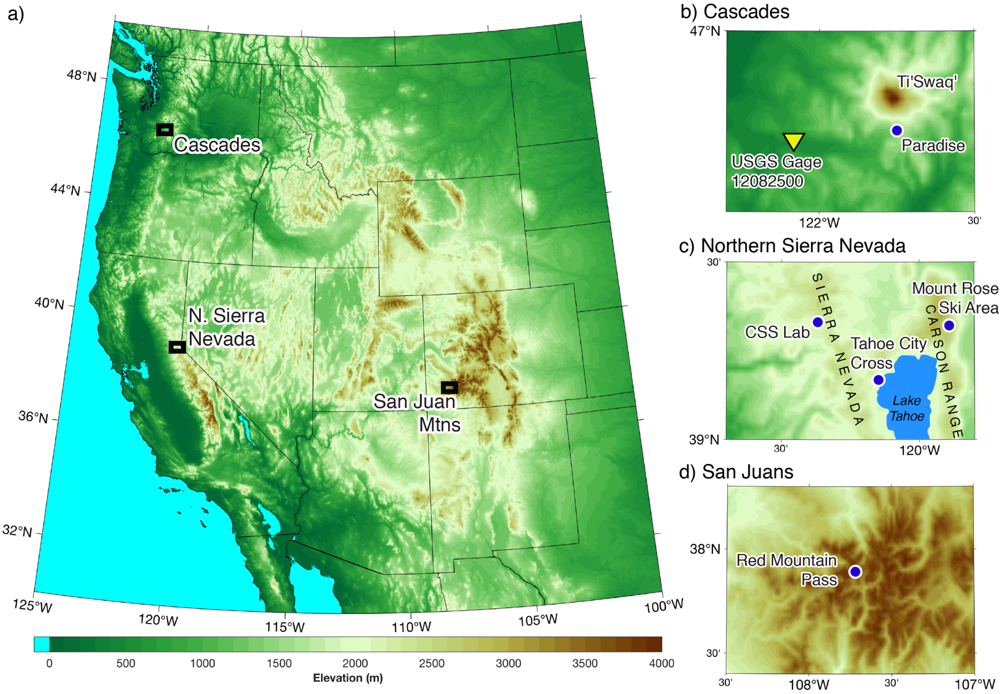 a)
48°N
44°N
40°N
36°N
32°N
125°W
120°W
115°W
110°W
105°W
100°W
Cascades
N. Sierra
Nevada
San Juan
Mtns
0
500
1000
1500
2000
2500
3000
3500
4000
Elevation (m)
b) Cascades
47°N
Ti'Swaq'
Paradise
USGS Gage
12082500
122°W
30'
c) Northern Sierra Nevada
30'
SIERRA NEVADA
Mount Rose
Ski Area
CARSON RANGE
CSS Lab
Tahoe City
Cross
Lake
Tahoe
39°N
30'
120°W
d) San Juans
38°N
Red Mountain
Pass
30'
30'
108°W
30'
107°W